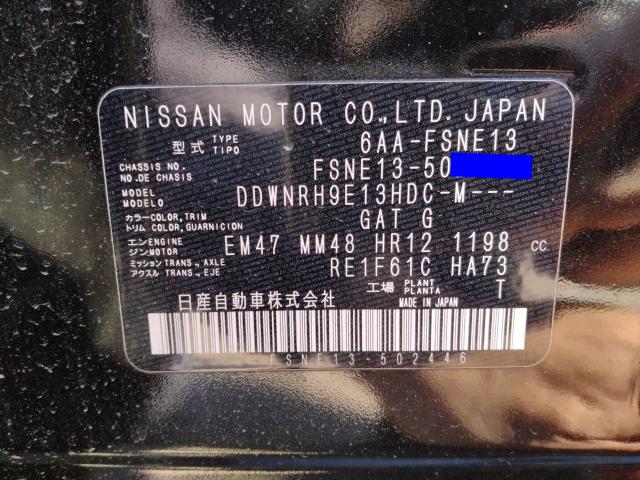 NISSAN MOTOR CO.,LTD. JAPAN
型式 TYPE TIPO 6AA-FSNE13
CHASSIS NO. NO.DE CHASIS FSNE13-50
MODEL MODELO DDWNRH9E13HDC-M---
カラー COLOR, TRIM トリム COLOR, GUARNICION GAT G
エンジン ENGINE MOTOR EM47 MM48 HR12 1198 CC
ミッション TRANS., AXLE アクスル TRANS., EJE RE1F61C HA73
工場 PLANT PLANTA T
日産自動車株式会社 MADE IN JAPAN
FSNE13-502446